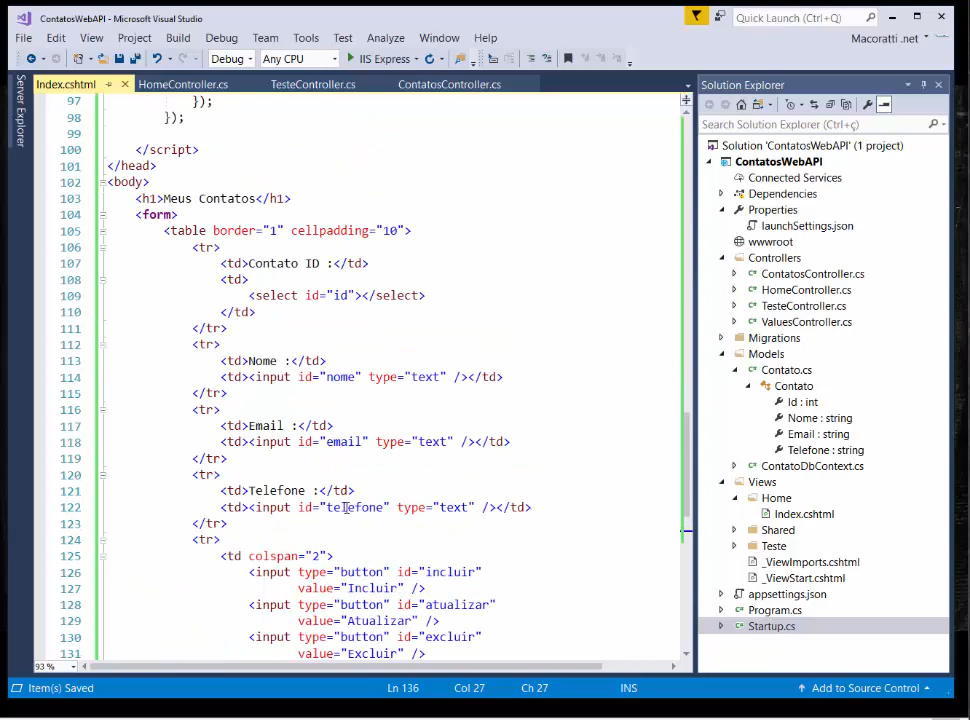 ContatosWebAPI - Microsoft Visual Studio
Quick Launch (Ctrl+Q)
File Edit View Project Build Debug Team Tools Test Analyze Window Help
Macoratti .net
Debug Any CPU IIS Express
Server Explorer
Index.cshtml HomeController.cs TesteController.cs ContatosController.cs
97 });
98 });
99
100 </script>
101 </head>
102 <body>
103 <h1>Meus Contatos</h1>
104 <form>
105 <table border="1" cellpadding="10">
106 <tr>
107 <td>Contato ID :</td>
108 <td>
109 <select id="id"></select>
110 </td>
111 </tr>
112 <tr>
113 <td>Nome :</td>
114 <td><input id="nome" type="text" /></td>
115 </tr>
116 <tr>
117 <td>Email :</td>
118 <td><input id="email" type="text" /></td>
119 </tr>
120 <tr>
121 <td>Telefone :</td>
122 <td><input id="telefone" type="text" /></td>
123 </tr>
124 <tr>
125 <td colspan="2">
126 <input type="button" id="incluir"
127 value="Incluir" />
128 <input type="button" id="atualizar"
129 value="Atualizar" />
130 <input type="button" id="excluir"
131 value="Excluir" />
93 %
Solution Explorer
Search Solution Explorer (Ctrl+ç)
Solution 'ContatosWebAPI' (1 project)
ContatosWebAPI
Connected Services
Dependencies
Properties
launchSettings.json
wwwroot
Controllers
ContatosController.cs
HomeController.cs
TesteController.cs
ValuesController.cs
Migrations
Models
Contato.cs
Contato
Id : int
Nome : string
Email : string
Telefone : string
ContatoDbContext.cs
Views
Home
Index.cshtml
Shared
Teste
_ViewImports.cshtml
_ViewStart.cshtml
appsettings.json
Program.cs
Startup.cs
Item(s) Saved Ln 136 Col 27 Ch 27 INS Add to Source Control